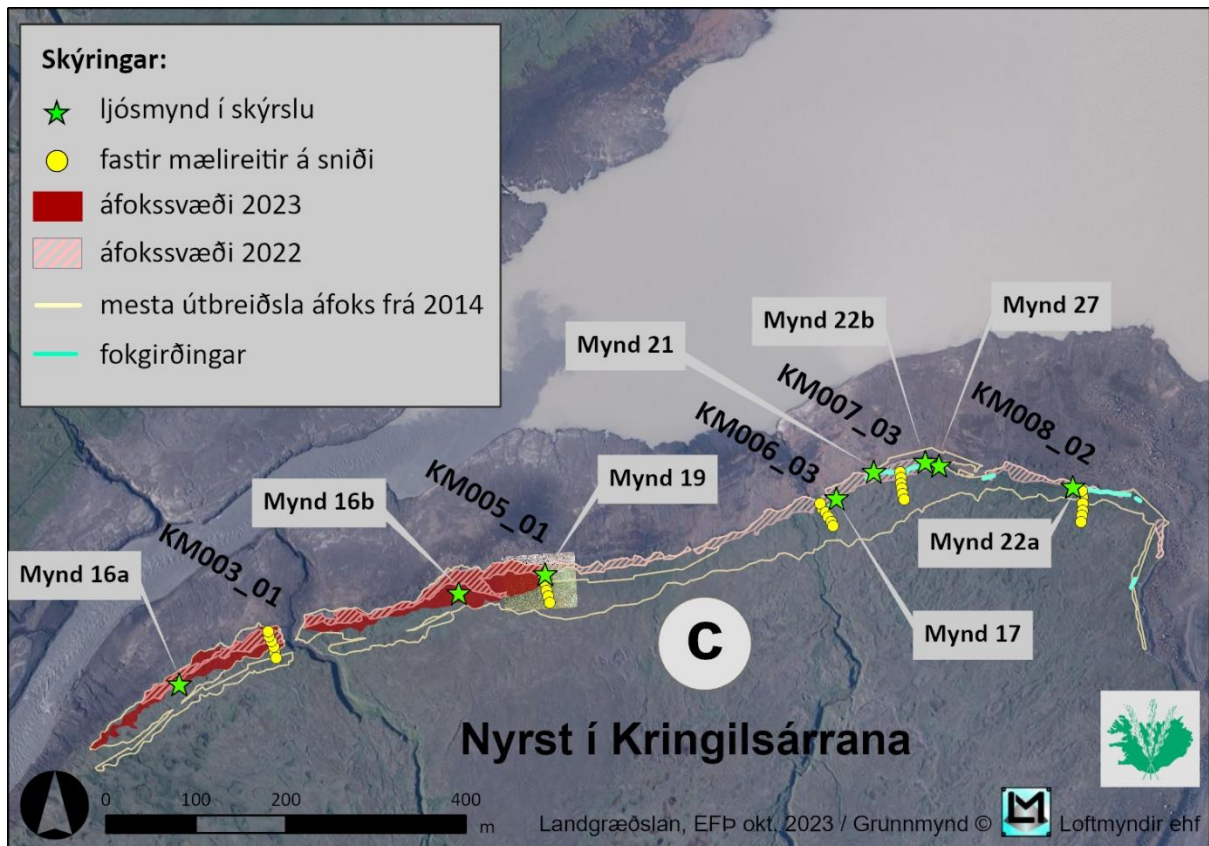 Skýringar:
ljósmynd í skýrslu
fastir mælireitir á sniði
áfokssvæði 2023
áfokssvæði 2022
mesta útbreiðsla áfoks frá 2014
fokgirðingar
Mynd 22b
Mynd 27
Mynd 21
KM007_03
KM008_02
KM006_03
KM005_01
Mynd 19
Mynd 16b
KM003_01
Mynd 16a
Mynd 22a
Mynd 17
C
Nyrst í Kringilsárrana
0 100 200 400
m
Landgræðslan, EFÞ okt. 2023 / Grunnmynd © LM Loftmyndir ehf